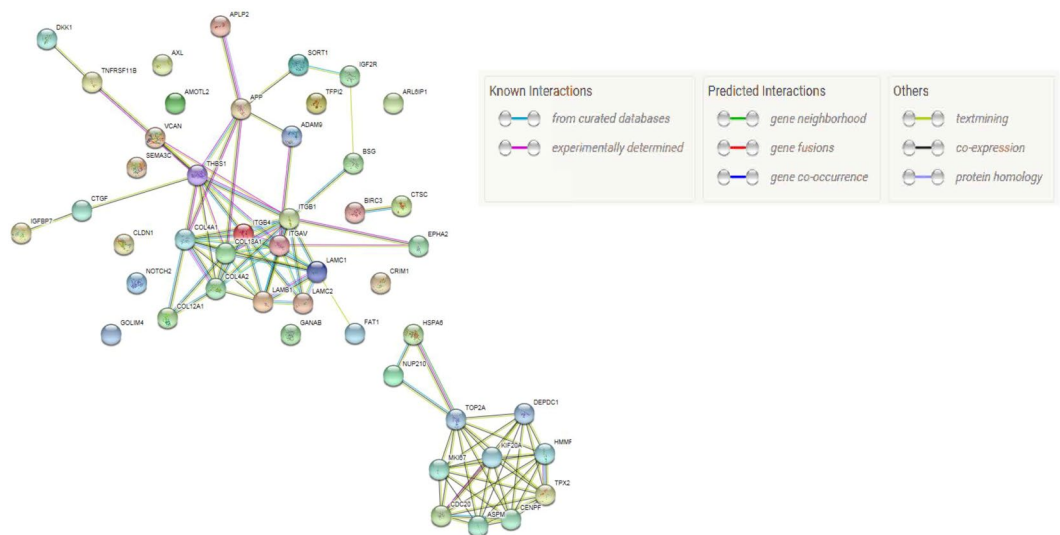 APLP2
DKK1
AXL
SORT1
IGF2R
TNFRSF11B
AMOTL2
APP
TFPI2
ARL6IP1
VCAN
ADAM9
SEMA3C
THBS1
BSG
CTGF
ITGB1
BIRC3
CTSC
IGFBP7
COL4A1
ITGB4
CLDN1
COL18A1
ITGAV
EPHA2
NOTCH2
COL4A2
LAMC1
CRIM1
LAMB1
LAMC2
COL12A1
GOLIM4
GANAB
FAT1
HSPA6
NUP210
TOP2A
DEPDC1
KIF20A
HMMR
MKI67
TPX2
CDC20
ASPM
CENPF
Known Interactions
from curated databases
experimentally determined
Predicted Interactions
gene neighborhood
gene fusions
gene co-occurrence
Others
textmining
co-expression
protein homology